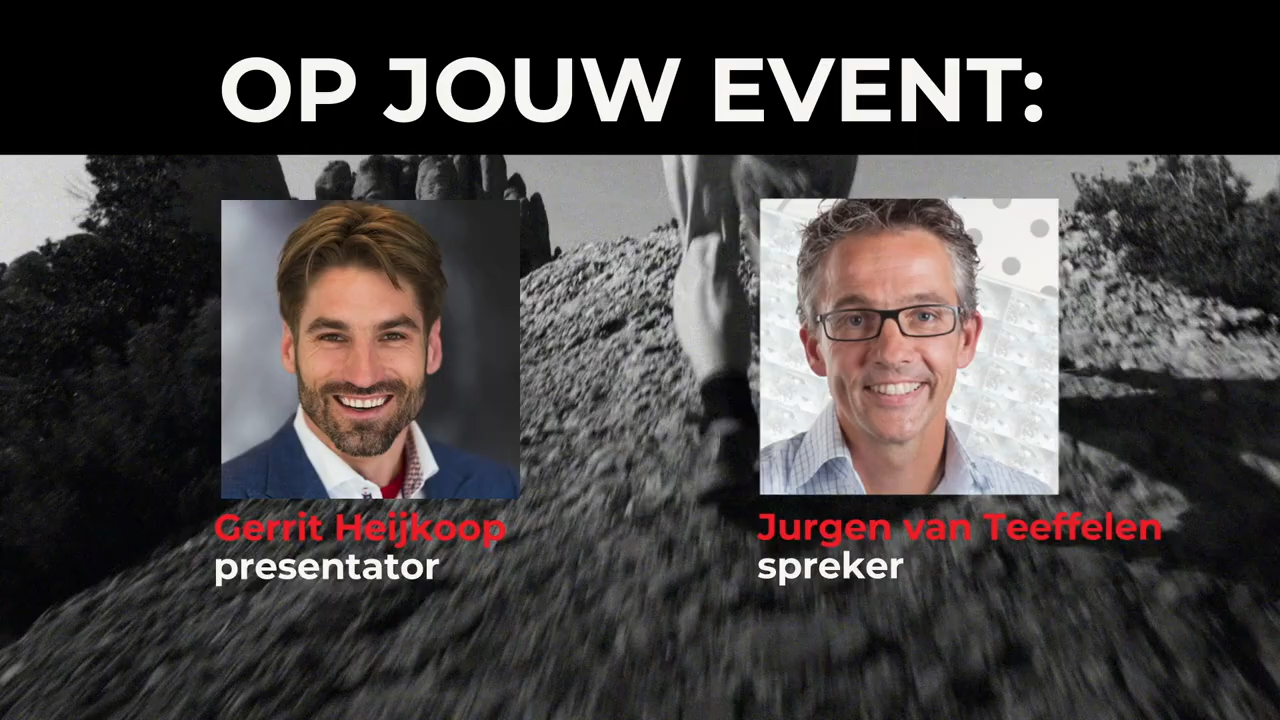 OP JOUW EVENT:
Gerrit Heijkoop
presentator
Jurgen van Teeffelen
spreker